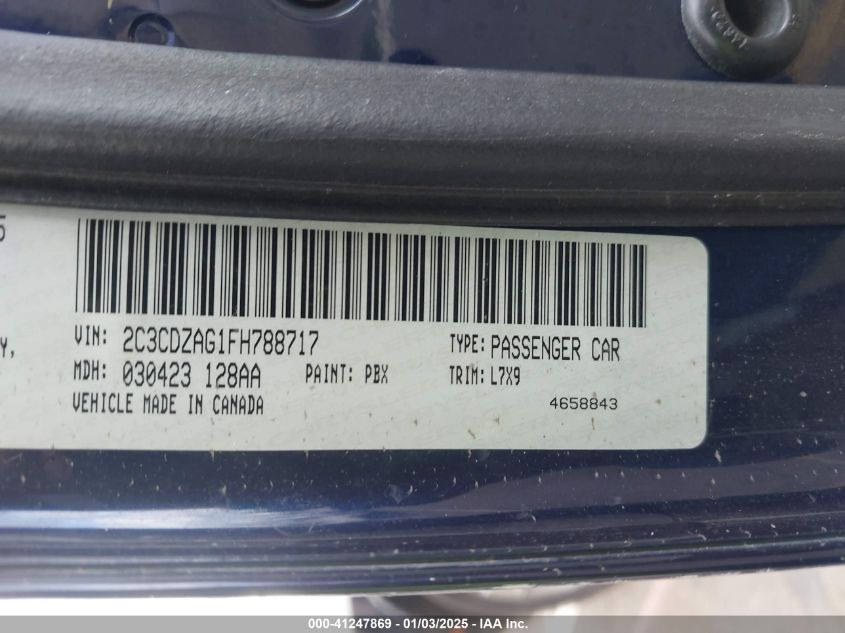 VIN: 2C3CDZAG1FH788717 TYPE: PASSENGER CAR
MDH: 030423 128AA PAINT: PBX TRIM: L7X9
VEHICLE MADE IN CANADA 4658843
000-41247869 - 01/03/2025 - IAA Inc.